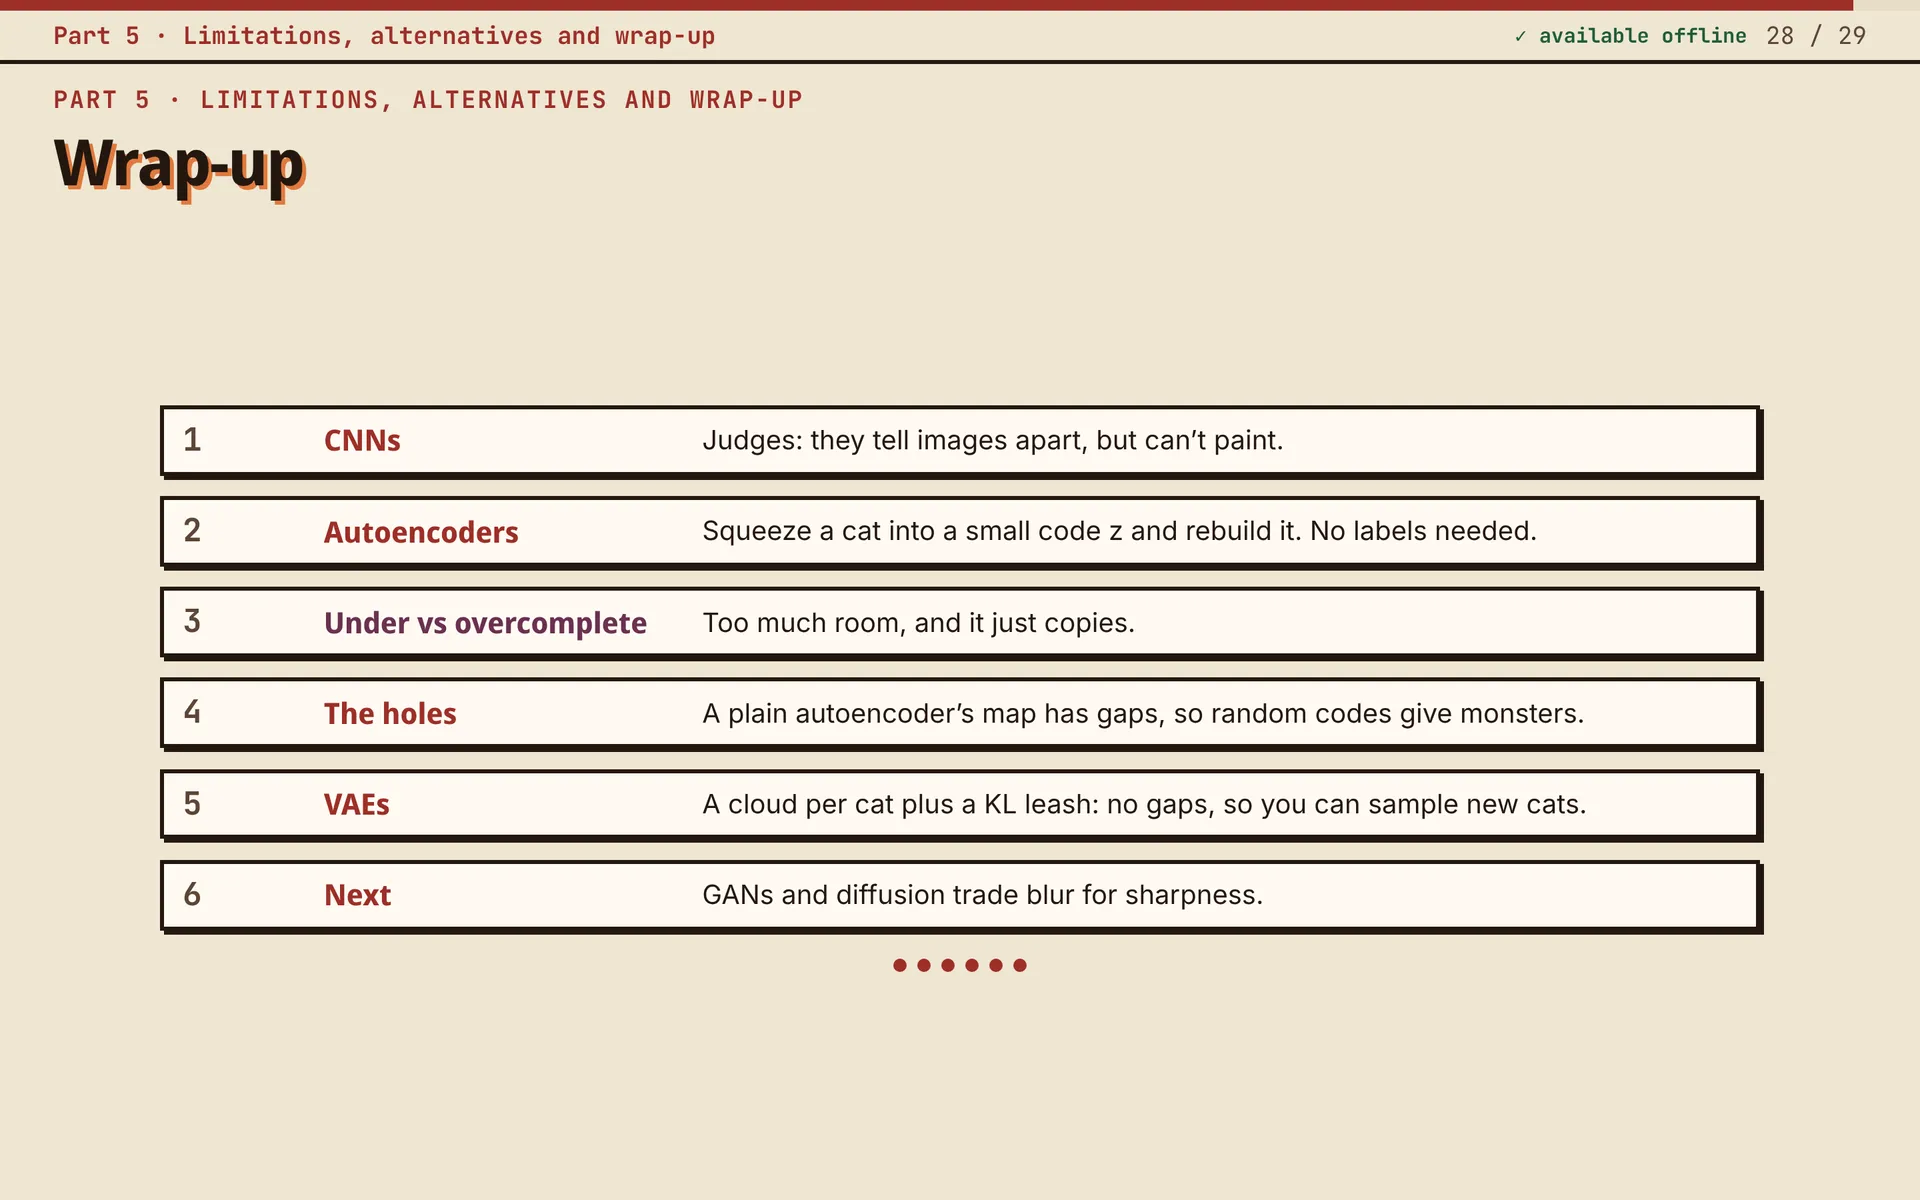 Part 5 · Limitations, alternatives and wrap-up
✓ available offline 28 / 29
PART 5 · LIMITATIONS, ALTERNATIVES AND WRAP-UP
Wrap-up
1 CNNs Judges: they tell images apart, but can’t paint.
2 Autoencoders Squeeze a cat into a small code z and rebuild it. No labels needed.
3 Under vs overcomplete Too much room, and it just copies.
4 The holes A plain autoencoder’s map has gaps, so random codes give monsters.
5 VAEs A cloud per cat plus a KL leash: no gaps, so you can sample new cats.
6 Next GANs and diffusion trade blur for sharpness.